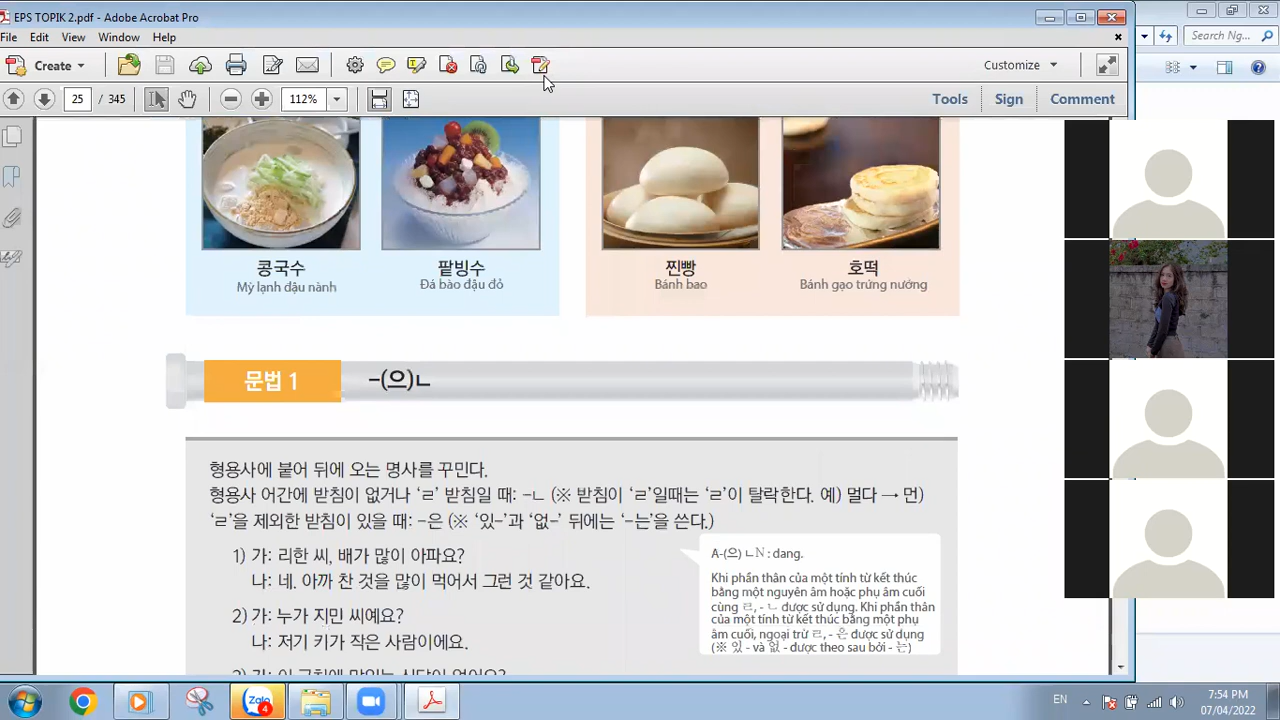 EPS TOPIK 2.pdf - Adobe Acrobat Pro
File Edit View Window Help
Create
Customize
25 / 345
112%
Tools Sign Comment
Search Ng...
콩국수
Mỳ lạnh đậu nành
팥빙수
Đá bào đậu đỏ
찐빵
Bánh bao
호떡
Bánh gạo trứng nướng
문법 1
-(으)ㄴ
형용사에 붙어 뒤에 오는 명사를 꾸민다.
형용사 어간에 받침이 없거나 ‘ㄹ’ 받침일 때: -ㄴ (※ 받침이 ‘ㄹ’일때는 ‘ㄹ’이 탈락한다. 예) 멀다 → 먼)
‘ㄹ’을 제외한 받침이 있을 때: -은 (※ ‘있-’과 ‘없-’ 뒤에는 ‘-는’을 쓴다.)
1) 가: 리한 씨, 배가 많이 아파요?
나: 네. 아까 찬 것을 많이 먹어서 그런 것 같아요.
2) 가: 누가 지민 씨예요?
나: 저기 키가 작은 사람이에요.
A-(으)ㄴN : dang.
Khi phần thân của một tính từ kết thúc
bằng một nguyên âm hoặc phụ âm cuối
cùng ㄹ, - ㄴ được sử dụng. Khi phần thân
của một tính từ kết thúc bằng một phụ
âm cuối, ngoại trừ ㄹ, - 은 được sử dụng
(※ 있 - và 없 - được theo sau bởi - 는)
Zalo
4
EN
7:54 PM
07/04/2022